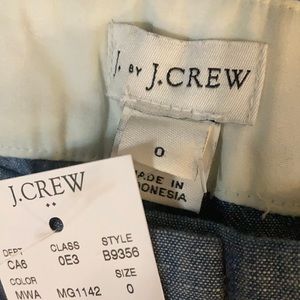 J. BY J.CREW
0
MADE IN
INDONESIA
J.CREW
DEPT CLASS STYLE
CA6 0E3 B9356
COLOR SIZE
MWA MG1142 0